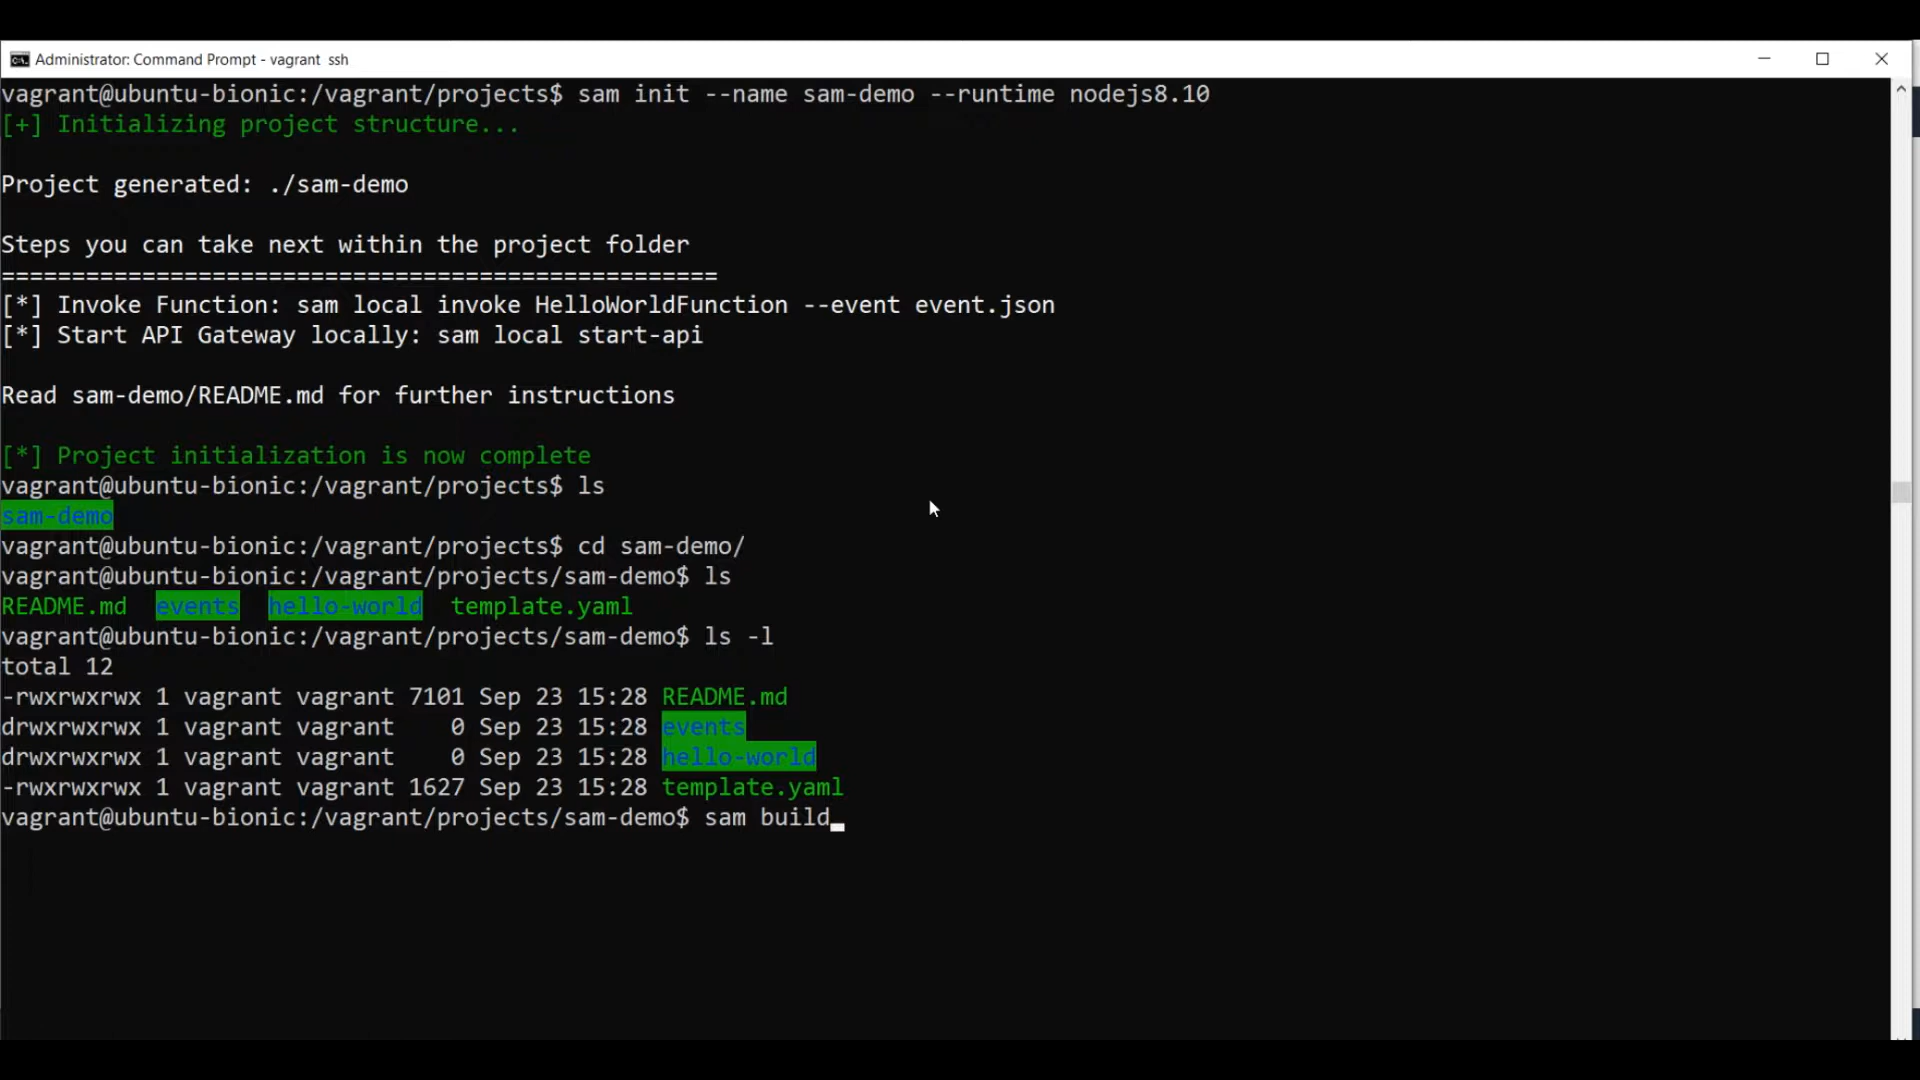 Administrator: Command Prompt - vagrant  ssh
vagrant@ubuntu-bionic:/vagrant/projects$ sam init --name sam-demo --runtime nodejs8.10
[+] Initializing project structure...
Project generated: ./sam-demo
Steps you can take next within the project folder
===================================================
[*] Invoke Function: sam local invoke HelloWorldFunction --event event.json
[*] Start API Gateway locally: sam local start-api
Read sam-demo/README.md for further instructions
[*] Project initialization is now complete
vagrant@ubuntu-bionic:/vagrant/projects$ ls
sam-demo
vagrant@ubuntu-bionic:/vagrant/projects$ cd sam-demo/
vagrant@ubuntu-bionic:/vagrant/projects/sam-demo$ ls
README.md  events  hello-world  template.yaml
vagrant@ubuntu-bionic:/vagrant/projects/sam-demo$ ls -l
total 12
-rwxrwxrwx 1 vagrant vagrant 7101 Sep 23 15:28 README.md
drwxrwxrwx 1 vagrant vagrant    0 Sep 23 15:28 events
drwxrwxrwx 1 vagrant vagrant    0 Sep 23 15:28 hello-world
-rwxrwxrwx 1 vagrant vagrant 1627 Sep 23 15:28 template.yaml
vagrant@ubuntu-bionic:/vagrant/projects/sam-demo$ sam build